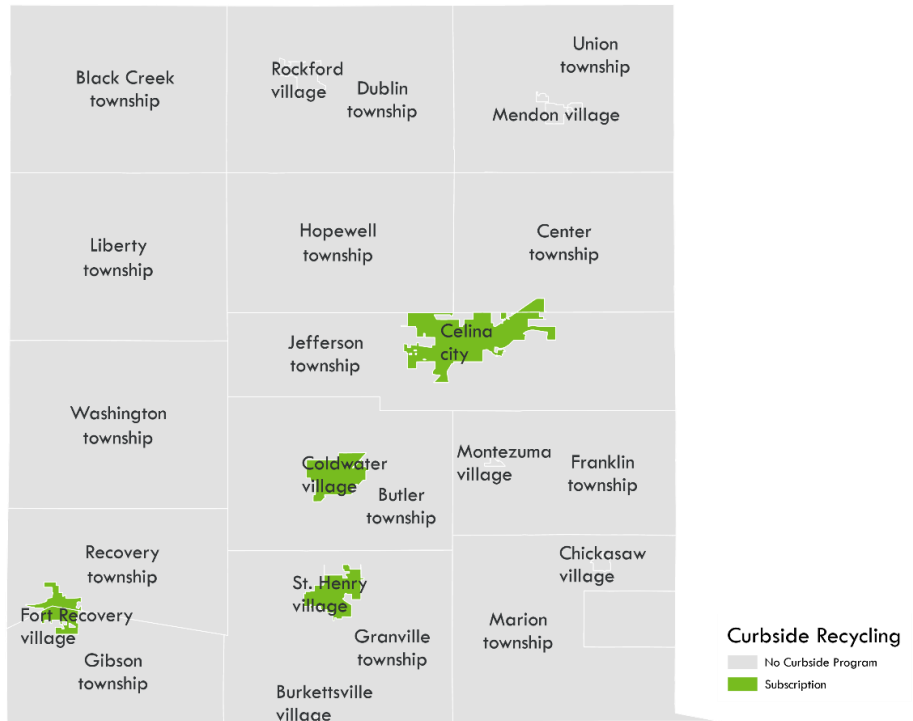 Black Creek
township
Rockford
village
Dublin
township
Union
township
Mendon village
Liberty
township
Hopewell
township
Center
township
Jefferson
township
Celina
city
Washington
township
Coldwater
village
Butler
township
Montezuma
village
Franklin
township
Recovery
township
Fort Recovery
village
Gibson
township
St. Henry
village
Granville
township
Burkettsville
village
Chickasaw
village
Marion
township
Curbside Recycling
No Curbside Program
Subscription